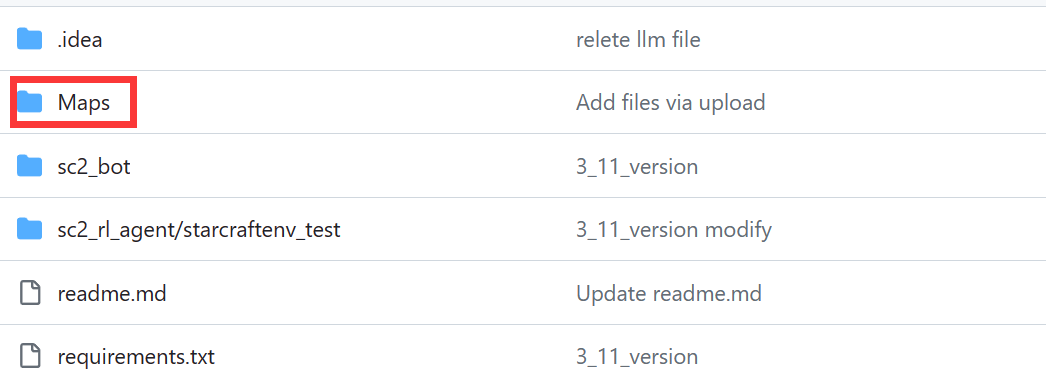 .idea relete llm file
Maps Add files via upload
sc2_bot 3_11_version
sc2_rl_agent/starcraftenv_test 3_11_version modify
readme.md Update readme.md
requirements.txt 3_11_version